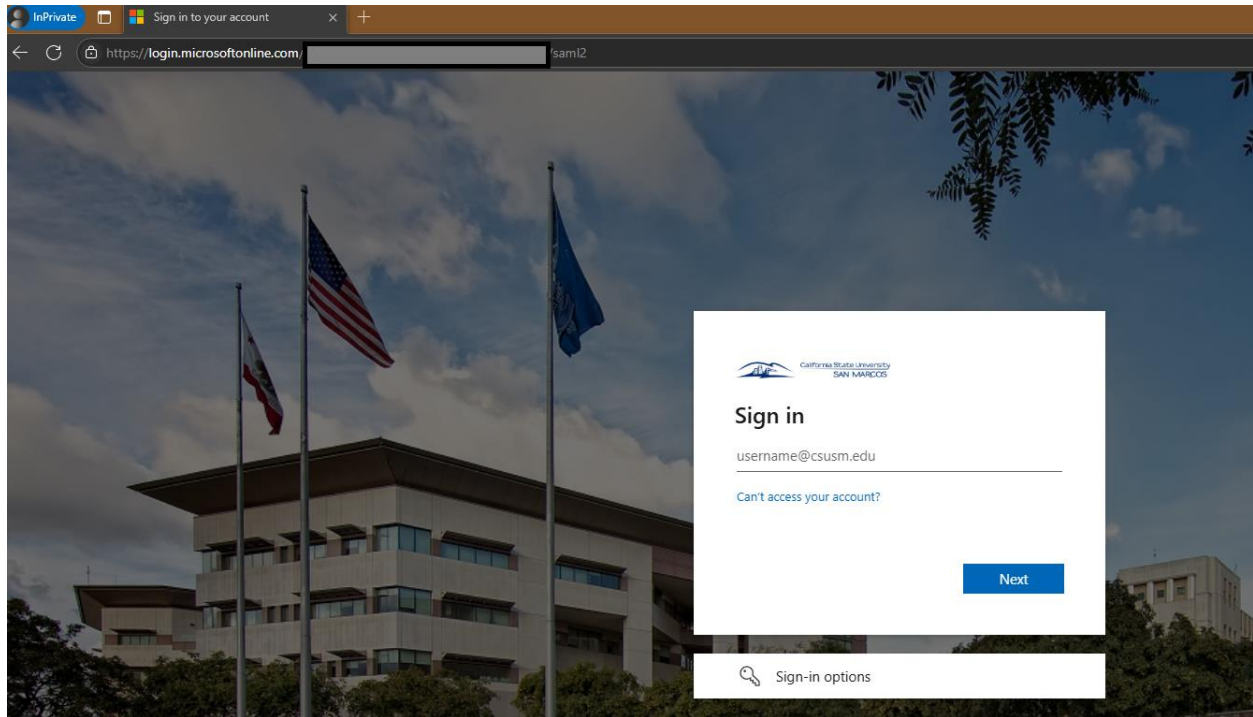 InPrivate
Sign in to your account
https://login.microsoftonline.com/
/saml2
California State University
SAN MARCOS
Sign in
username@csusm.edu
Can't access your account?
Next
Sign-in options